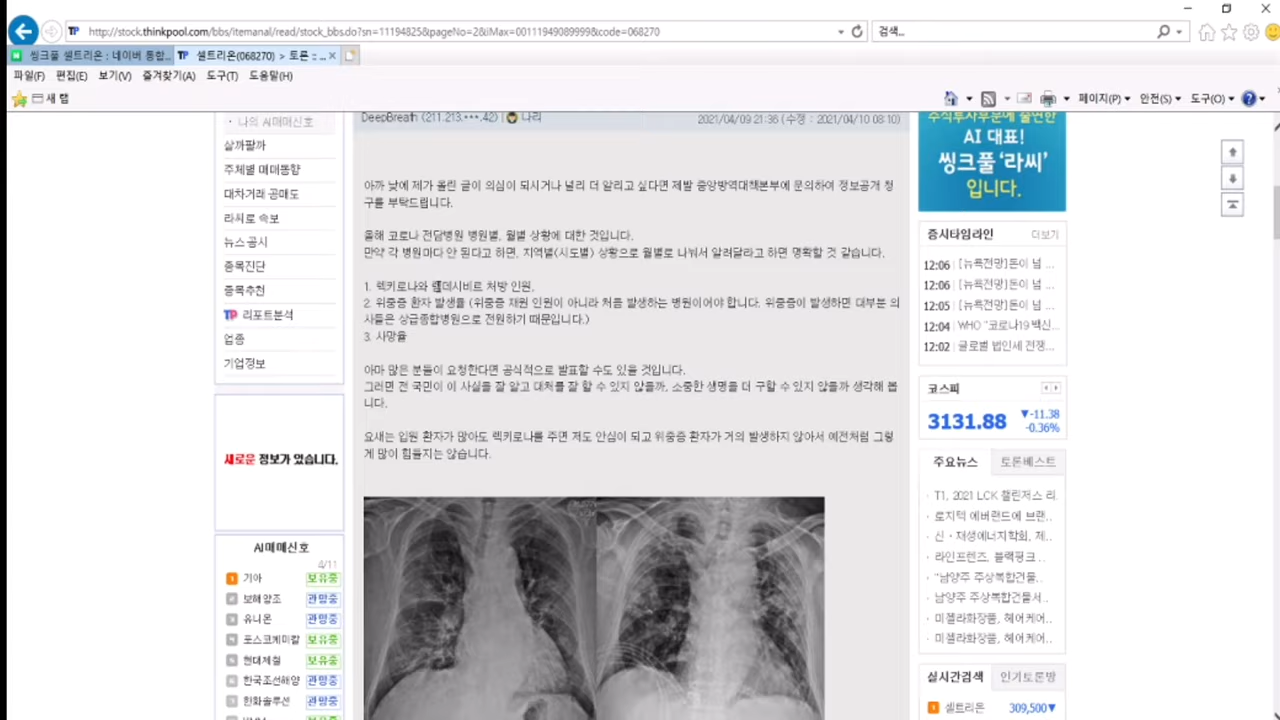 http://stock.thinkpool.com/bbs/itemanal/read/stock_bbs.do?sn=11194825&pageNo=2&iMax=00111949089999&code=068270
검색...
씽크풀 셀트리온 : 네이버 통합...
셀트리온(068270) > 토론 :: ...
파일(F) 편집(E) 보기(V) 즐겨찾기(A) 도구(T) 도움말(H)
새 탭
페이지(P) 안전(S) 도구(O)
나의 AI매매신호
살까팔까
주체별 매매동향
대차거래 공매도
라씨로 속보
뉴스 공시
종목진단
종목추천
TP 리포트분석
업종
기업정보
새로운 정보가 있습니다.
AI매매신호
4/11
기아 보유중
보해양조 관망중
유니온 관망중
포스코케미칼 보유중
현대제철 보유중
한국조선해양 관망중
한화솔루션 관망중
DeepBreath (211.213.•••.42) | 나리
2021/04/09 21:36 (수정 : 2021/04/10 08:10)
아까 낮에 제가 올린 글이 의심이 되시거나 널리 더 알리고 싶다면 제발 중앙방역대책본부에 문의하여 정보공개 청
구를 부탁드립니다.
올해 코로나 전담병원 병원별, 월별 상황에 대한 것입니다.
만약 각 병원마다 안 된다고 하면, 지역별(시도별) 상황으로 월별로 나눠서 알려달라고 하면 명확할 것 같습니다.
1. 렉키로나와 렘데시비르 처방 인원.
2. 위중증 환자 발생률 (위중증 재원 인원이 아니라 처음 발생하는 병원이어야 합니다. 위중증이 발생하면 대부분 의
사들은 상급종합병원으로 전원하기 때문입니다.)
3. 사망율
아마 많은 분들이 요청한다면 공식적으로 발표할 수도 있을 것입니다.
그러면 전 국민이 이 사실을 잘 알고 대처를 잘 할 수 있지 않을까, 소중한 생명을 더 구할 수 있지 않을까 생각해 봅
니다.
요새는 입원 환자가 많아도 렉키로나를 주면 저도 안심이 되고 위중증 환자가 거의 발생하지 않아서 예전처럼 그렇
게 많이 힘들지는 않습니다.
주식투자부문에 출현한
AI 대표!
씽크풀 '라씨'
입니다.
증시타임라인 더보기
12:06 [뉴욕전망]돈이 넘 ...
12:06 [뉴욕전망]돈이 넘 ...
12:05 [뉴욕전망]돈이 넘 ...
12:04 WHO "코로나19 백신...
12:02 글로벌 법인세 전쟁...
코스피
3131.88 ▼-11.38
-0.36%
주요뉴스 토론베스트
T1, 2021 LCK 챌린저스 리.
로지텍 에버랜드에 브랜..
신·재생에너지학회, 제..
라인프렌즈, 블랙핑크 ..
"남양주 주상복합건물..
남양주 주상복합건물서..
미젤라화장품, 헤어케어..
미젤라화장품, 헤어케어..
실시간검색 인기토론방
셀트리온 309,500▼